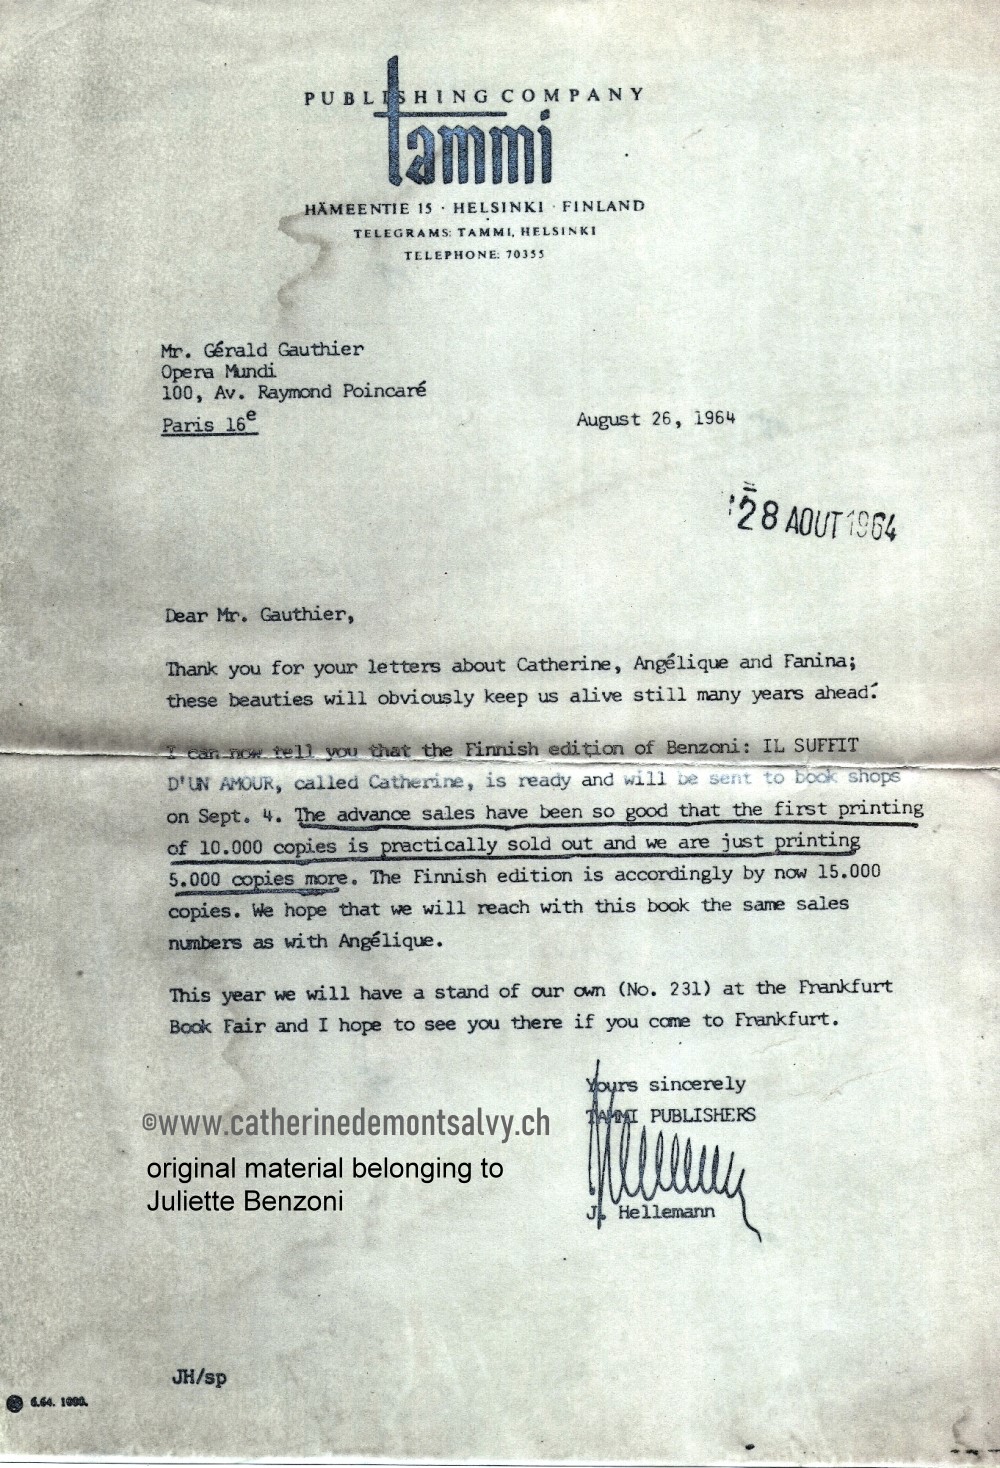 PUBLISHING COMPANY
tammi
HÄMEENTIE 15 · HELSINKI · FINLAND
TELEGRAMS: TAMMI, HELSINKI
TELEPHONE: 70355
Mr. Gérald Gauthier
Opera Mundi
100, Av. Raymond Poincaré
Paris 16e
August 26, 1964
28 AOUT 1964
Dear Mr. Gauthier,
Thank you for your letters about Catherine, Angélique and Fanina;
these beauties will obviously keep us alive still many years ahead.
I can now tell you that the Finnish edition of Benzoni: IL SUFFIT
D'UN AMOUR, called Catherine, is ready and will be sent to book shops
on Sept. 4. The advance sales have been so good that the first printing
of 10.000 copies is practically sold out and we are just printing
5.000 copies more. The Finnish edition is accordingly by now 15.000
copies. We hope that we will reach with this book the same sales
numbers as with Angélique.
This year we will have a stand of our own (No. 231) at the Frankfurt
Book Fair and I hope to see you there if you come to Frankfurt.
Yours sincerely
TAMMI PUBLISHERS
©www.catherinedemontsalvy.ch
original material belonging to
Juliette Benzoni
J. Hellemann
JH/sp
6.64. 1000.